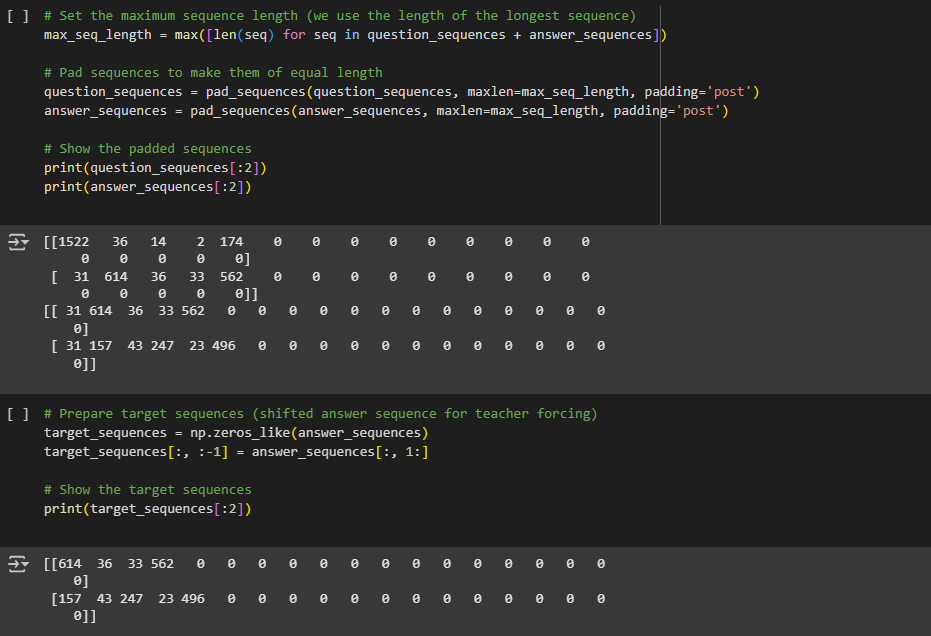 [ ] # Set the maximum sequence length (we use the length of the longest sequence)
max_seq_length = max([len(seq) for seq in question_sequences + answer_sequences])
# Pad sequences to make them of equal length
question_sequences = pad_sequences(question_sequences, maxlen=max_seq_length, padding='post')
answer_sequences = pad_sequences(answer_sequences, maxlen=max_seq_length, padding='post')
# Show the padded sequences
print(question_sequences[:2])
print(answer_sequences[:2])
[[1522   36   14    2  174    0    0    0    0    0    0    0    0    0
     0    0    0    0    0]
 [  31  614   36   33  562    0    0    0    0    0    0    0    0    0
     0    0    0    0    0]]
[[ 31 614  36  33 562   0   0   0   0   0   0   0   0   0   0   0   0   0
    0]
 [ 31 157  43 247  23 496   0   0   0   0   0   0   0   0   0   0   0   0
    0]]
[ ] # Prepare target sequences (shifted answer sequence for teacher forcing)
target_sequences = np.zeros_like(answer_sequences)
target_sequences[:, :-1] = answer_sequences[:, 1:]
# Show the target sequences
print(target_sequences[:2])
[[614  36  33 562   0   0   0   0   0   0   0   0   0   0   0   0   0   0
    0]
 [157  43 247  23 496   0   0   0   0   0   0   0   0   0   0   0   0   0
    0]]